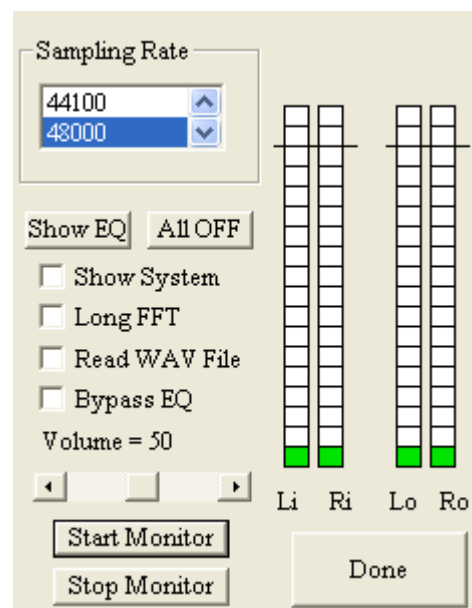 Sampling Rate
44100
48000
Show EQ All OFF
Show System
Long FFT
Read WAV File
Bypass EQ
Volume = 50
Li Ri Lo Ro
Start Monitor
Done
Stop Monitor